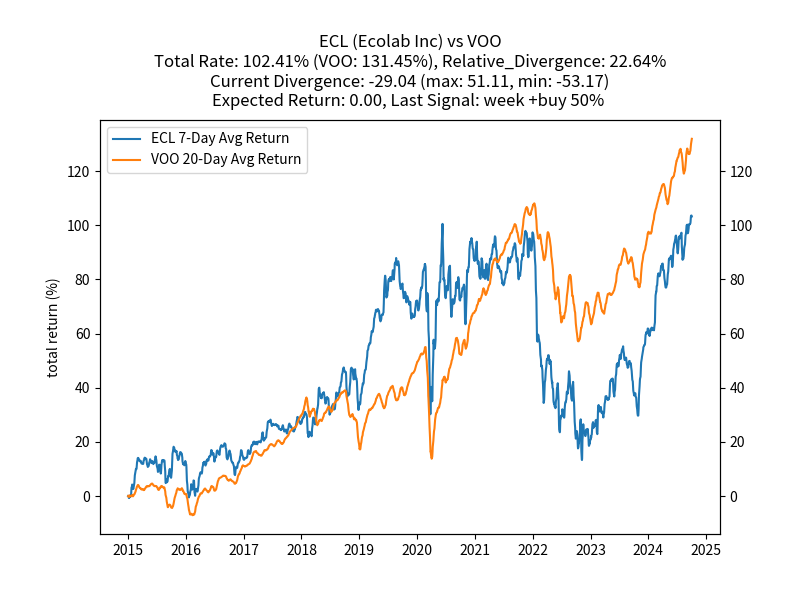 ECL (Ecolab Inc) vs VOO
Total Rate: 102.41% (VOO: 131.45%), Relative_Divergence: 22.64%
Current Divergence: -29.04 (max: 51.11, min: -53.17)
Expected Return: 0.00, Last Signal: week +buy 50%
ECL 7-Day Avg Return
VOO 20-Day Avg Return
total return (%)
120 120
100 100
80 80
60 60
40 40
20 20
0 0
2015 2016 2017 2018 2019 2020 2021 2022 2023 2024 2025